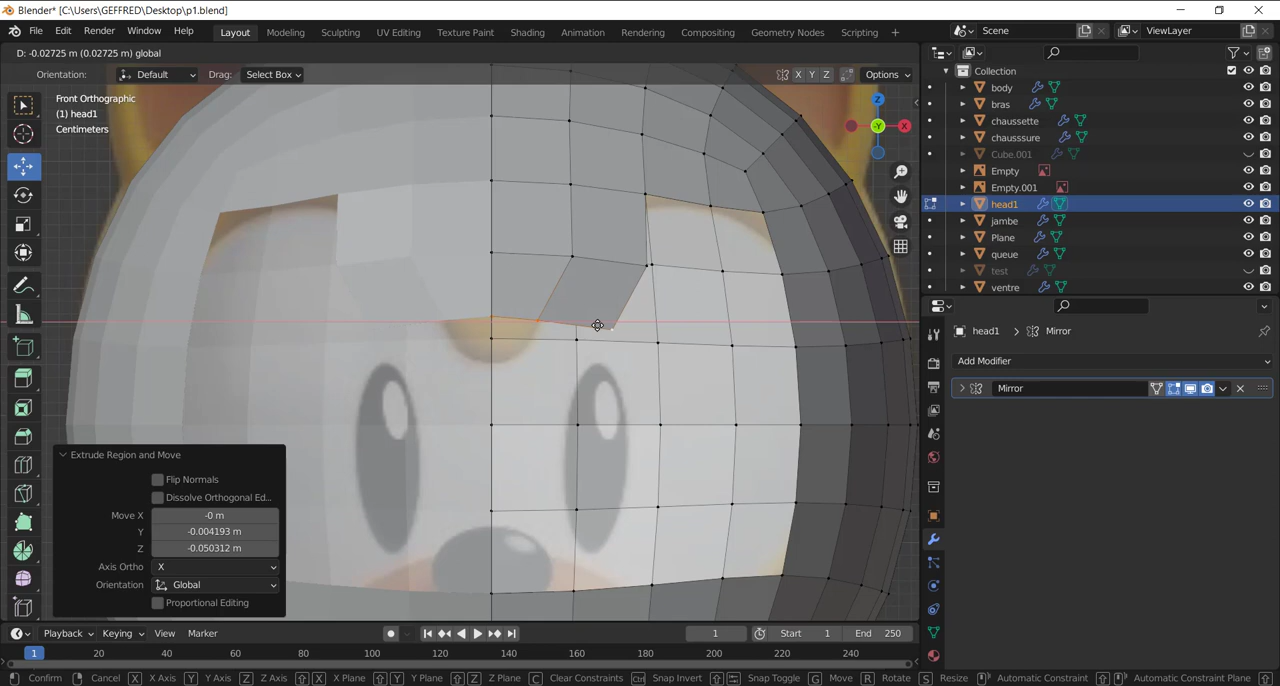 Blender* [C:\Users\GEFFRED\Desktop\p1.blend]
File Edit Render Window Help Layout Modeling Sculpting UV Editing Texture Paint Shading Animation Rendering Compositing Geometry Nodes Scripting + Scene ViewLayer
D: -0.02725 m (0.02725 m) global
Orientation: Default Drag: Select Box X Y Z Options
Front Orthographic
(1) head1
Centimeters
Z
-Y
X
Extrude Region and Move
Flip Normals
Dissolve Orthogonal Ed...
Move X -0 m
Y -0.004193 m
Z -0.050312 m
Axis Ortho X
Orientation Global
Proportional Editing
Collection
body
bras
chaussette
chausssure
Cube.001
Empty
Empty.001
head1
jambe
Plane
queue
test
ventre
head1 > Mirror
Add Modifier
Mirror
Playback Keying View Marker 1 Start 1 End 250
1 20 40 60 80 100 120 140 160 180 200 220 240
Confirm Cancel X X Axis Y Y Axis Z Z Axis X X Plane Y Y Plane Z Z Plane C Clear Constraints Ctrl Snap Invert Snap Toggle G Move R Rotate S Resize Automatic Constraint Automatic Constraint Plane